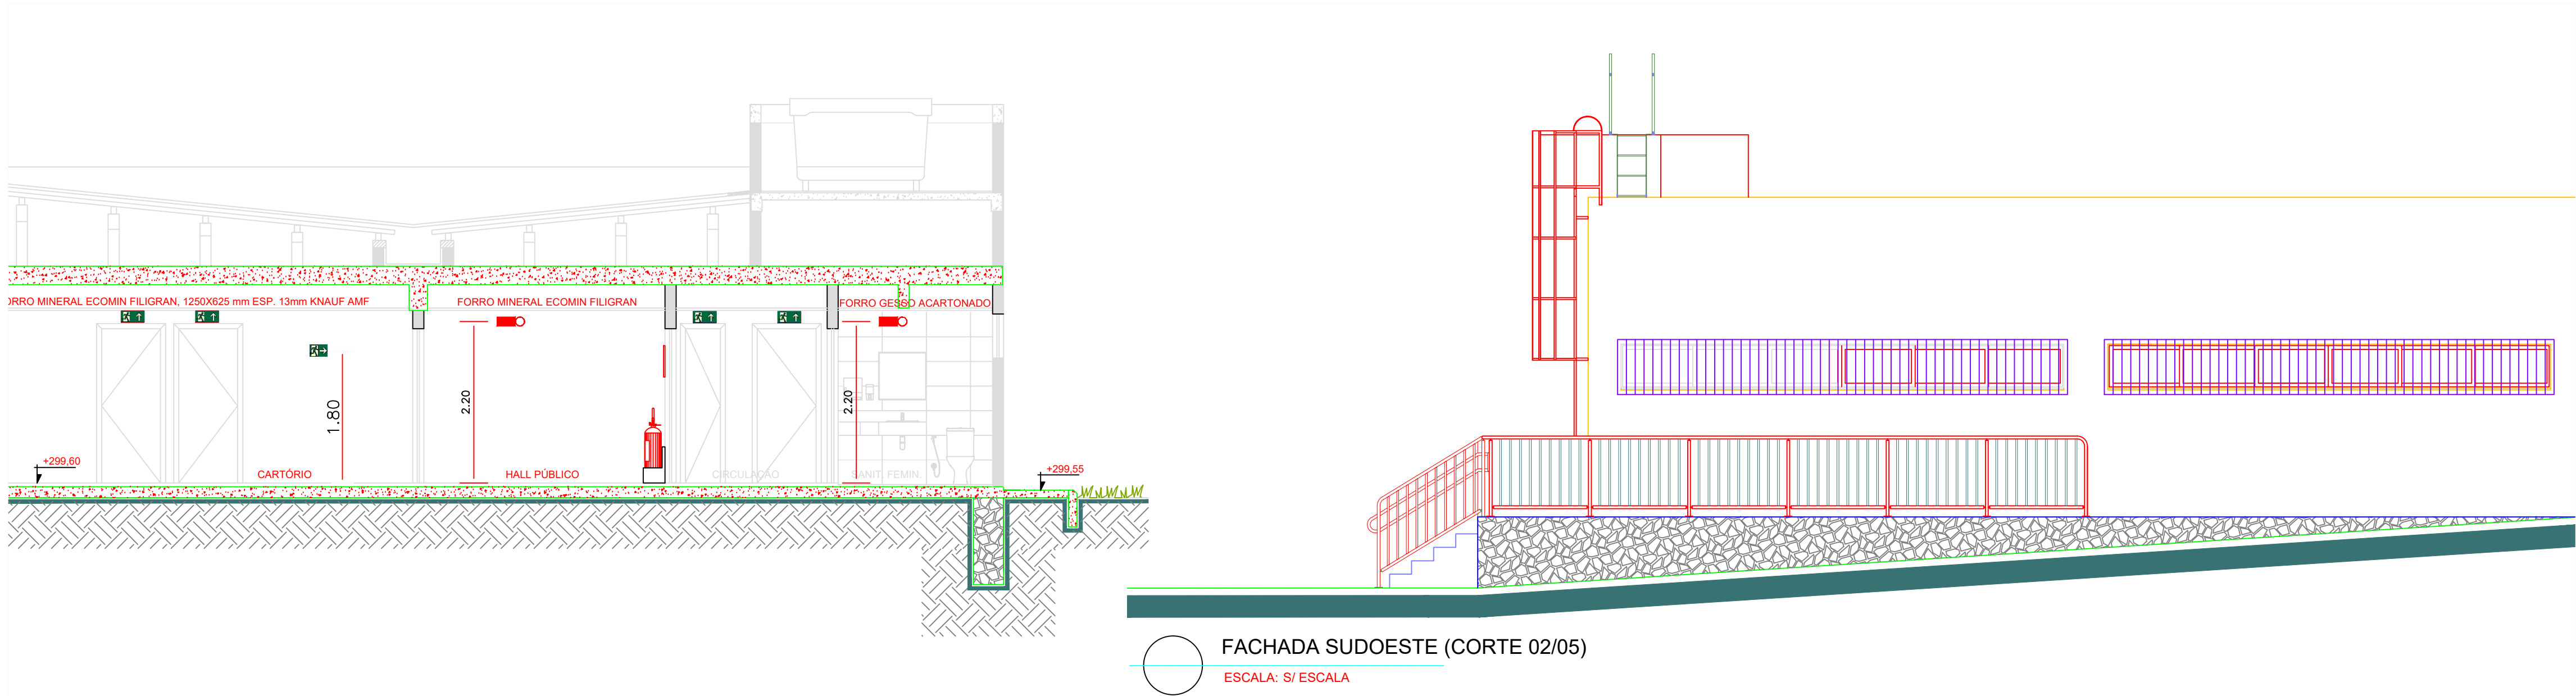 ORRO MINERAL ECOMIN FILIGRAN, 1250X625 mm ESP. 13mm KNAUF AMF
FORRO MINERAL ECOMIN FILIGRAN
FORRO GESSO ACARTONADO
1.80
2.20
2.20
+299,60
+299,55
CARTÓRIO
HALL PÚBLICO
CIRCULAÇÃO
SANIT. FEMIN.
FACHADA SUDOESTE (CORTE 02/05)
ESCALA: S/ ESCALA